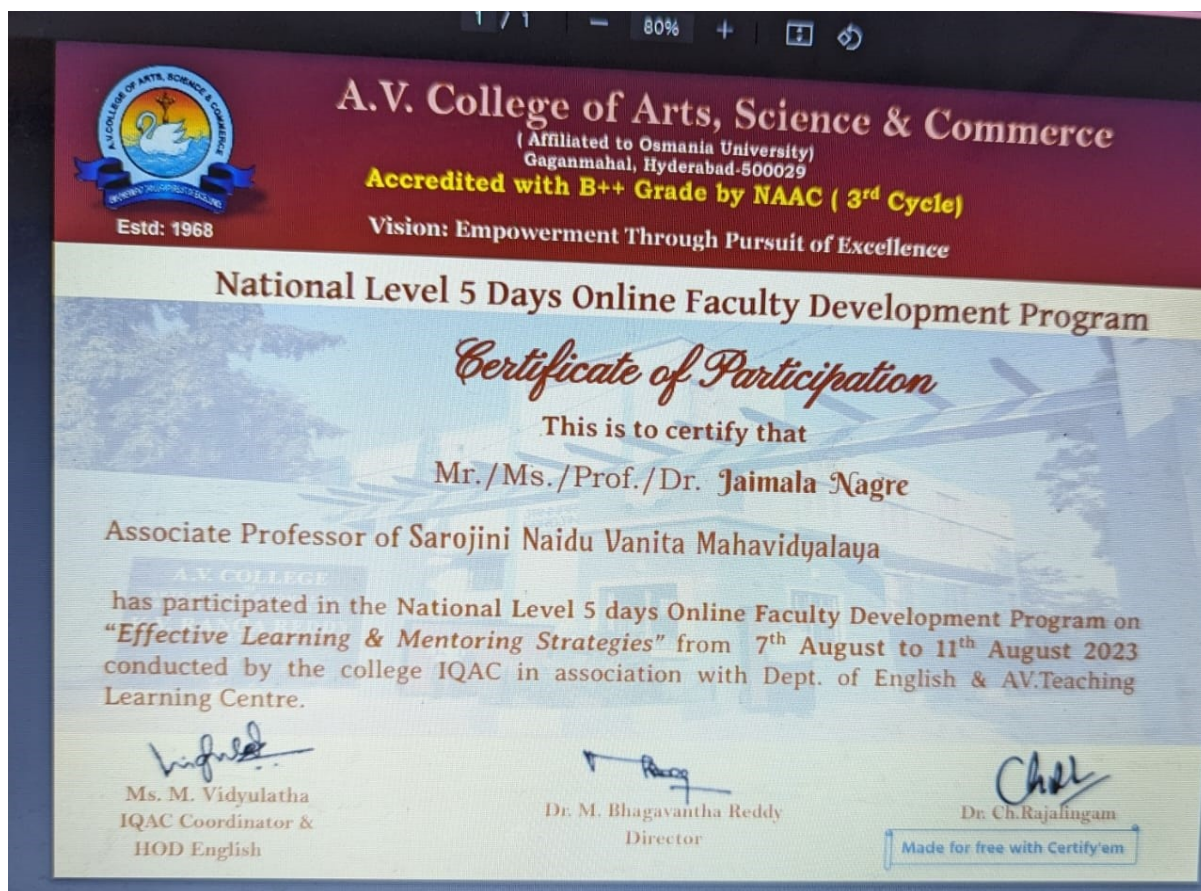 1 / 1 — 80% +
A.V.COLLEGE OF ARTS, SCIENCE & COMMERCE
Estd: 1968
A.V. College of Arts, Science & Commerce
( Affiliated to Osmania University)
Gaganmahal, Hyderabad-500029
Accredited with B++ Grade by NAAC ( 3rd Cycle)
Vision: Empowerment Through Pursuit of Excellence
National Level 5 Days Online Faculty Development Program
Certificate of Participation
This is to certify that
Mr./Ms./Prof./Dr. Jaimala Nagre
Associate Professor of Sarojini Naidu Vanita Mahavidyalaya
A.V. COLLEGE
has participated in the National Level 5 days Online Faculty Development Program on
“Effective Learning & Mentoring Strategies” from 7th August to 11th August 2023
conducted by the college IQAC in association with Dept. of English & AV.Teaching
Learning Centre.
Ms. M. Vidyulatha
IQAC Coordinator &
HOD English
Dr. M. Bhagavantha Reddy
Director
Dr. Ch.Rajalingam
Made for free with Certify'em